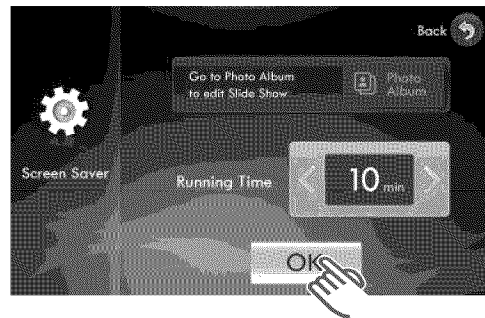 Back
Go to Photo Album
to edit Slide Show
Photo
Album
Screen Saver
Running Time
10 min
OK